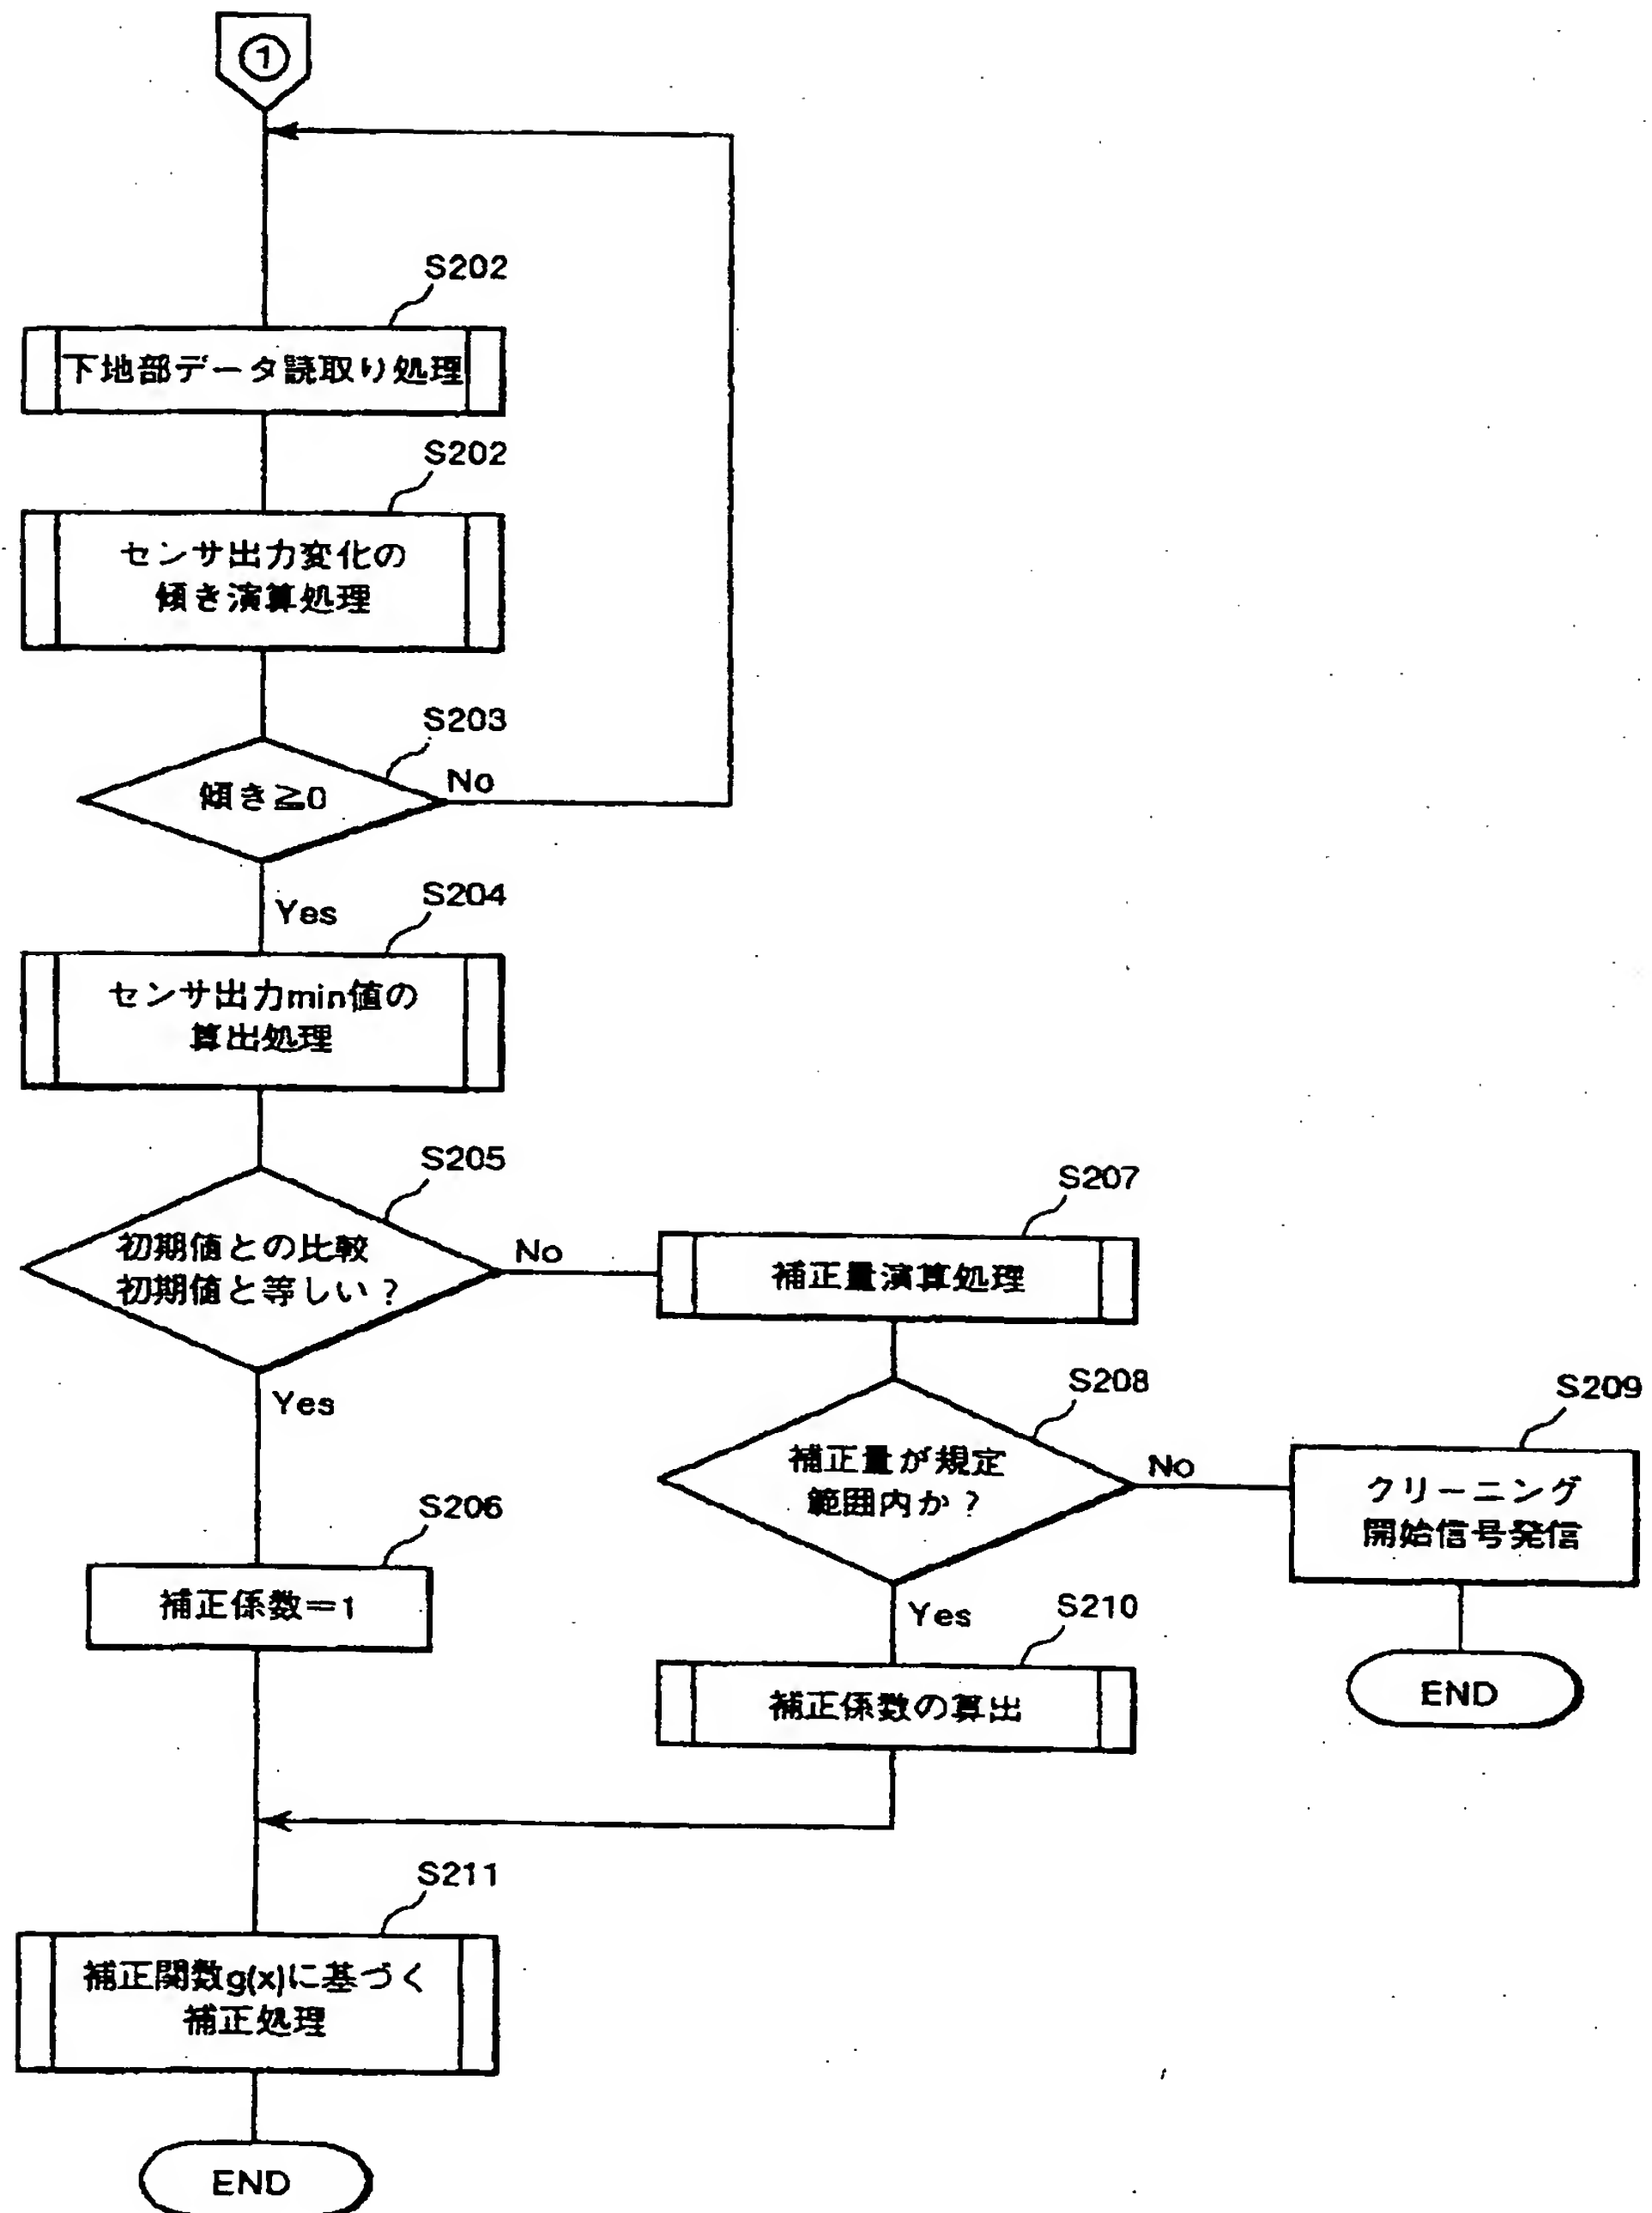 ①
S202
下地部データ読取り処理
S202
センサ出力変化の
傾き演算処理
S203
傾き≧0
No
Yes
S204
センサ出力min値の
算出処理
S205
初期値との比較
初期値と等しい?
No
Yes
S207
補正量演算処理
S208
補正量が規定
範囲内か?
No
Yes
S209
クリーニング
開始信号発信
END
S206
補正係数=1
S210
補正係数の算出
S211
補正関数g(x)に基づく
補正処理
END